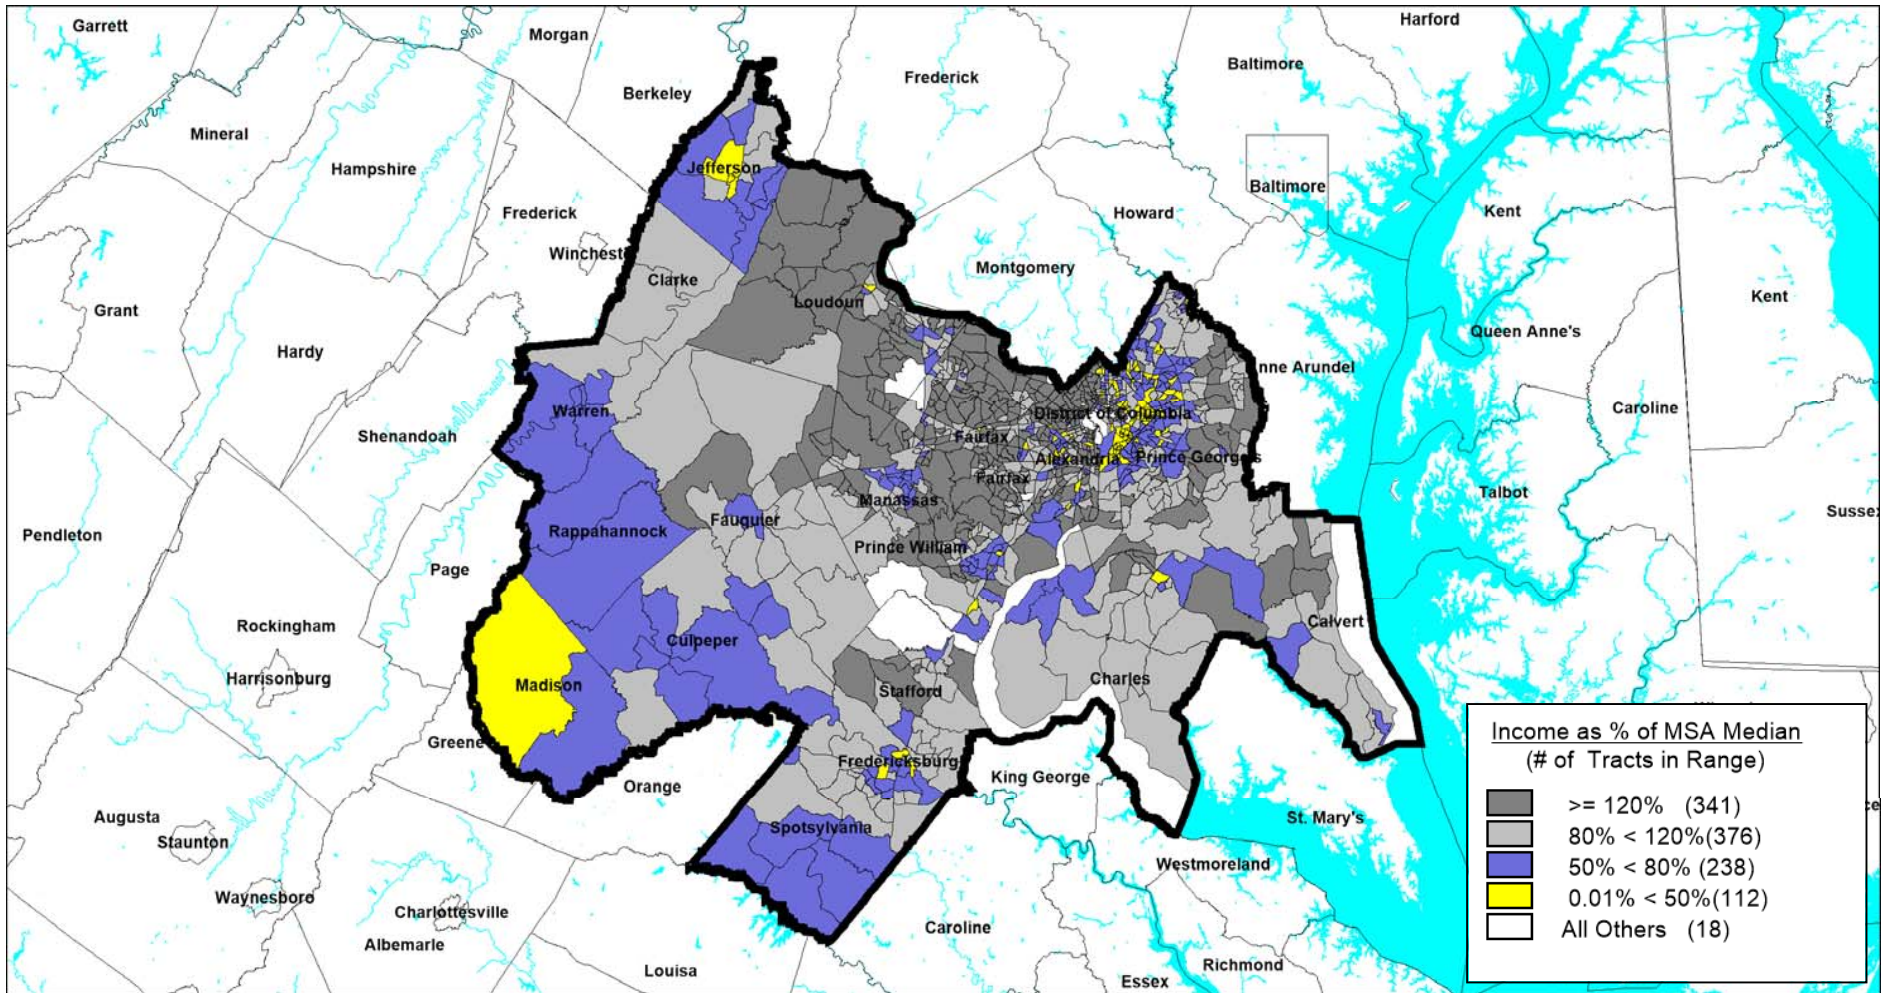 Garrett
Morgan
Harford
Baltimore
Frederick
Berkeley
Mineral
Hampshire
Jefferson
Baltimore
Frederick
Howard
Kent
Winchest
Montgomery
Clarke
Kent
Loudoun
Grant
Queen Anne's
Hardy
nne Arundel
Caroline
Warren
District of Columbia
Shenandoah
Fairfax
Alexandria
Prince George's
Fairfax
Talbot
Manassas
Susse
Pendleton
Rappahannock
Fauquier
Prince William
Page
Rockingham
Calvert
Culpeper
Harrisonburg
Madison
Stafford
Charles
Greene
Fredericksburg
King George
Orange
Augusta
Staunton
Spotsylvania
St. Mary's
Westmoreland
Waynesboro
Charlottesville
Albemarle
Caroline
Louisa
Richmond
Essex
Income as % of MSA Median
(# of Tracts in Range)
>= 120% (341)
80% < 120%(376)
50% < 80% (238)
0.01% < 50%(112)
All Others (18)